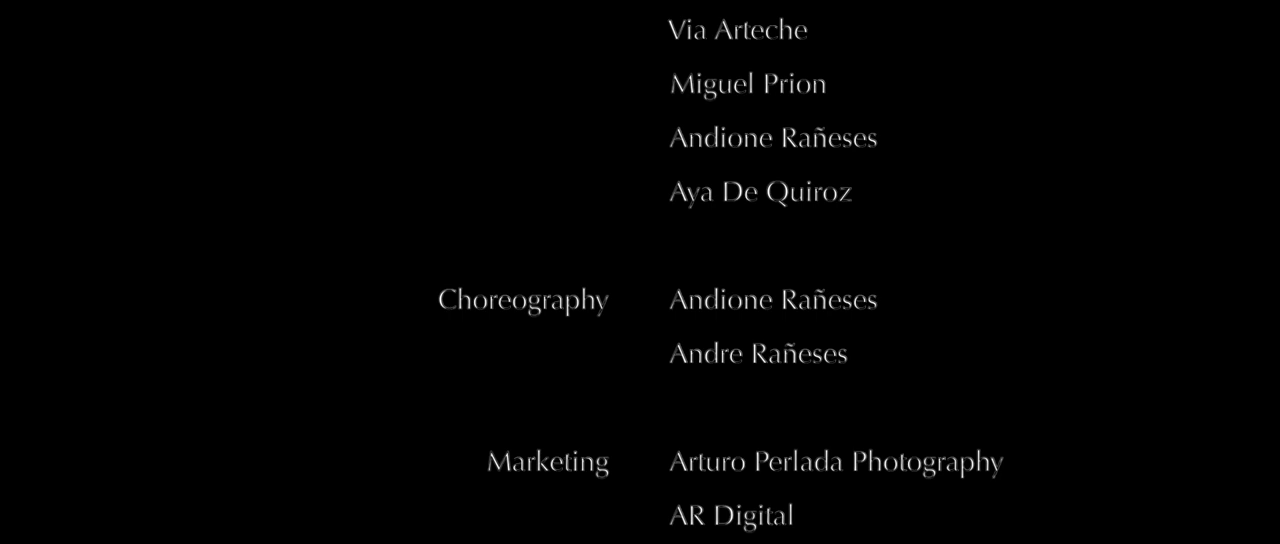 Via Arteche
Miguel Prion
Andione Rañeses
Aya De Quiroz
Choreography Andione Rañeses
Andre Rañeses
Marketing Arturo Perlada Photography
AR Digital